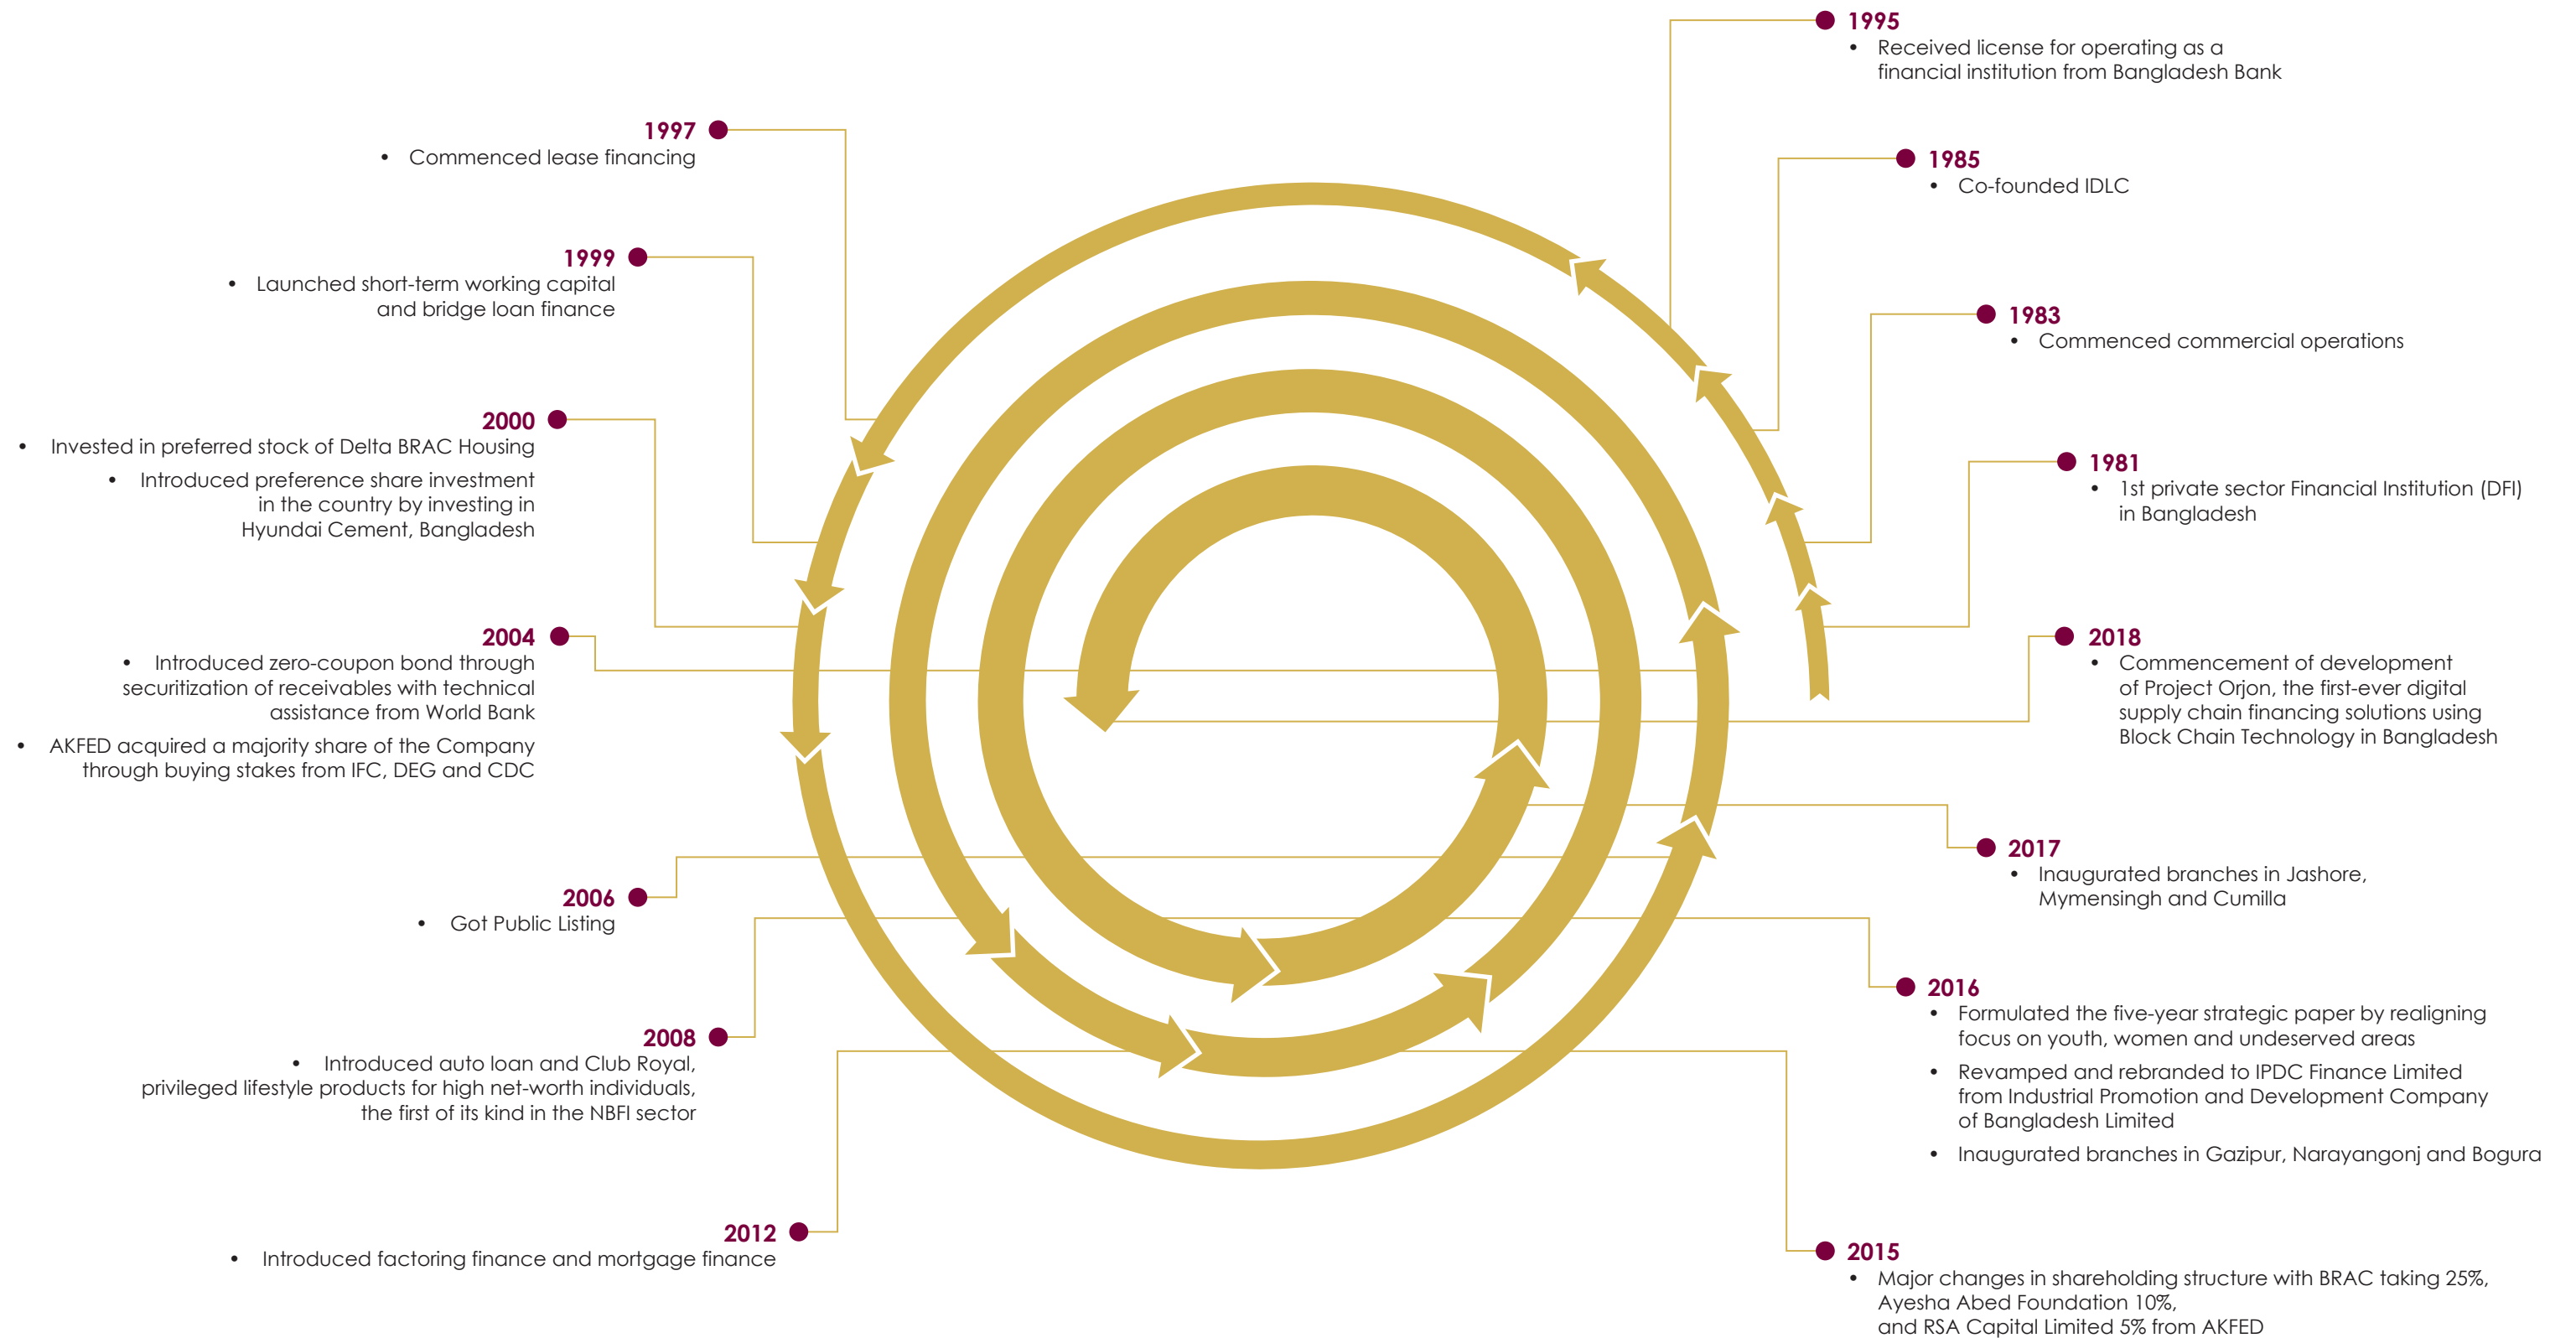 1995
• Received license for operating as a
financial institution from Bangladesh Bank
1997
• Commenced lease financing
1985
• Co-founded IDLC
1999
• Launched short-term working capital
and bridge loan finance
1983
• Commenced commercial operations
2000
• Invested in preferred stock of Delta BRAC Housing
• Introduced preference share investment
in the country by investing in
Hyundai Cement, Bangladesh
1981
• 1st private sector Financial Institution (DFI)
in Bangladesh
2004
• Introduced zero-coupon bond through
securitization of receivables with technical
assistance from World Bank
• AKFED acquired a majority share of the Company
through buying stakes from IFC, DEG and CDC
2018
• Commencement of development
of Project Orjon, the first-ever digital
supply chain financing solutions using
Block Chain Technology in Bangladesh
2017
• Inaugurated branches in Jashore,
Mymensingh and Cumilla
2006
• Got Public Listing
2016
• Formulated the five-year strategic paper by realigning
focus on youth, women and undeserved areas
• Revamped and rebranded to IPDC Finance Limited
from Industrial Promotion and Development Company
of Bangladesh Limited
• Inaugurated branches in Gazipur, Narayangonj and Bogura
2008
• Introduced auto loan and Club Royal,
privileged lifestyle products for high net-worth individuals,
the first of its kind in the NBFI sector
2012
• Introduced factoring finance and mortgage finance
2015
• Major changes in shareholding structure with BRAC taking 25%,
Ayesha Abed Foundation 10%,
and RSA Capital Limited 5% from AKFED